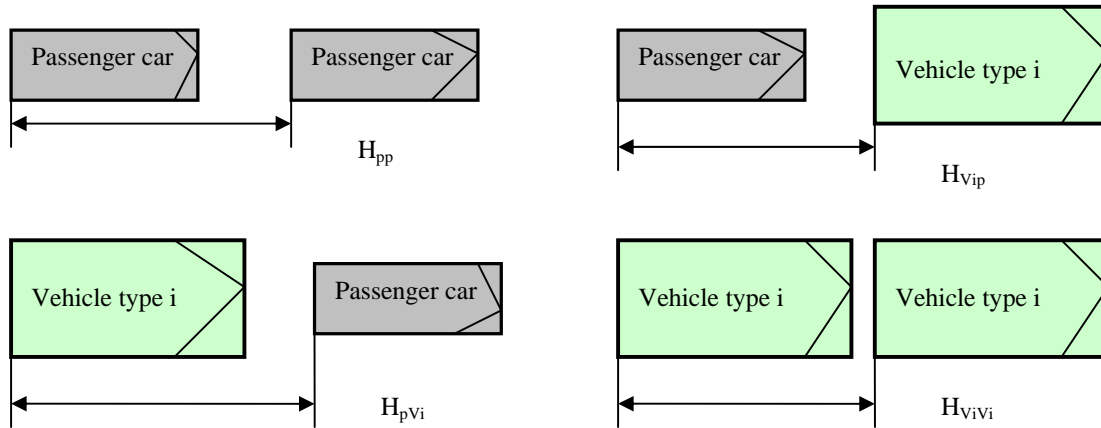 Passenger car
Passenger car
H_pp
Passenger car
Vehicle type i
H_Vip
Vehicle type i
Passenger car
H_pVi
Vehicle type i
Vehicle type i
H_ViVi